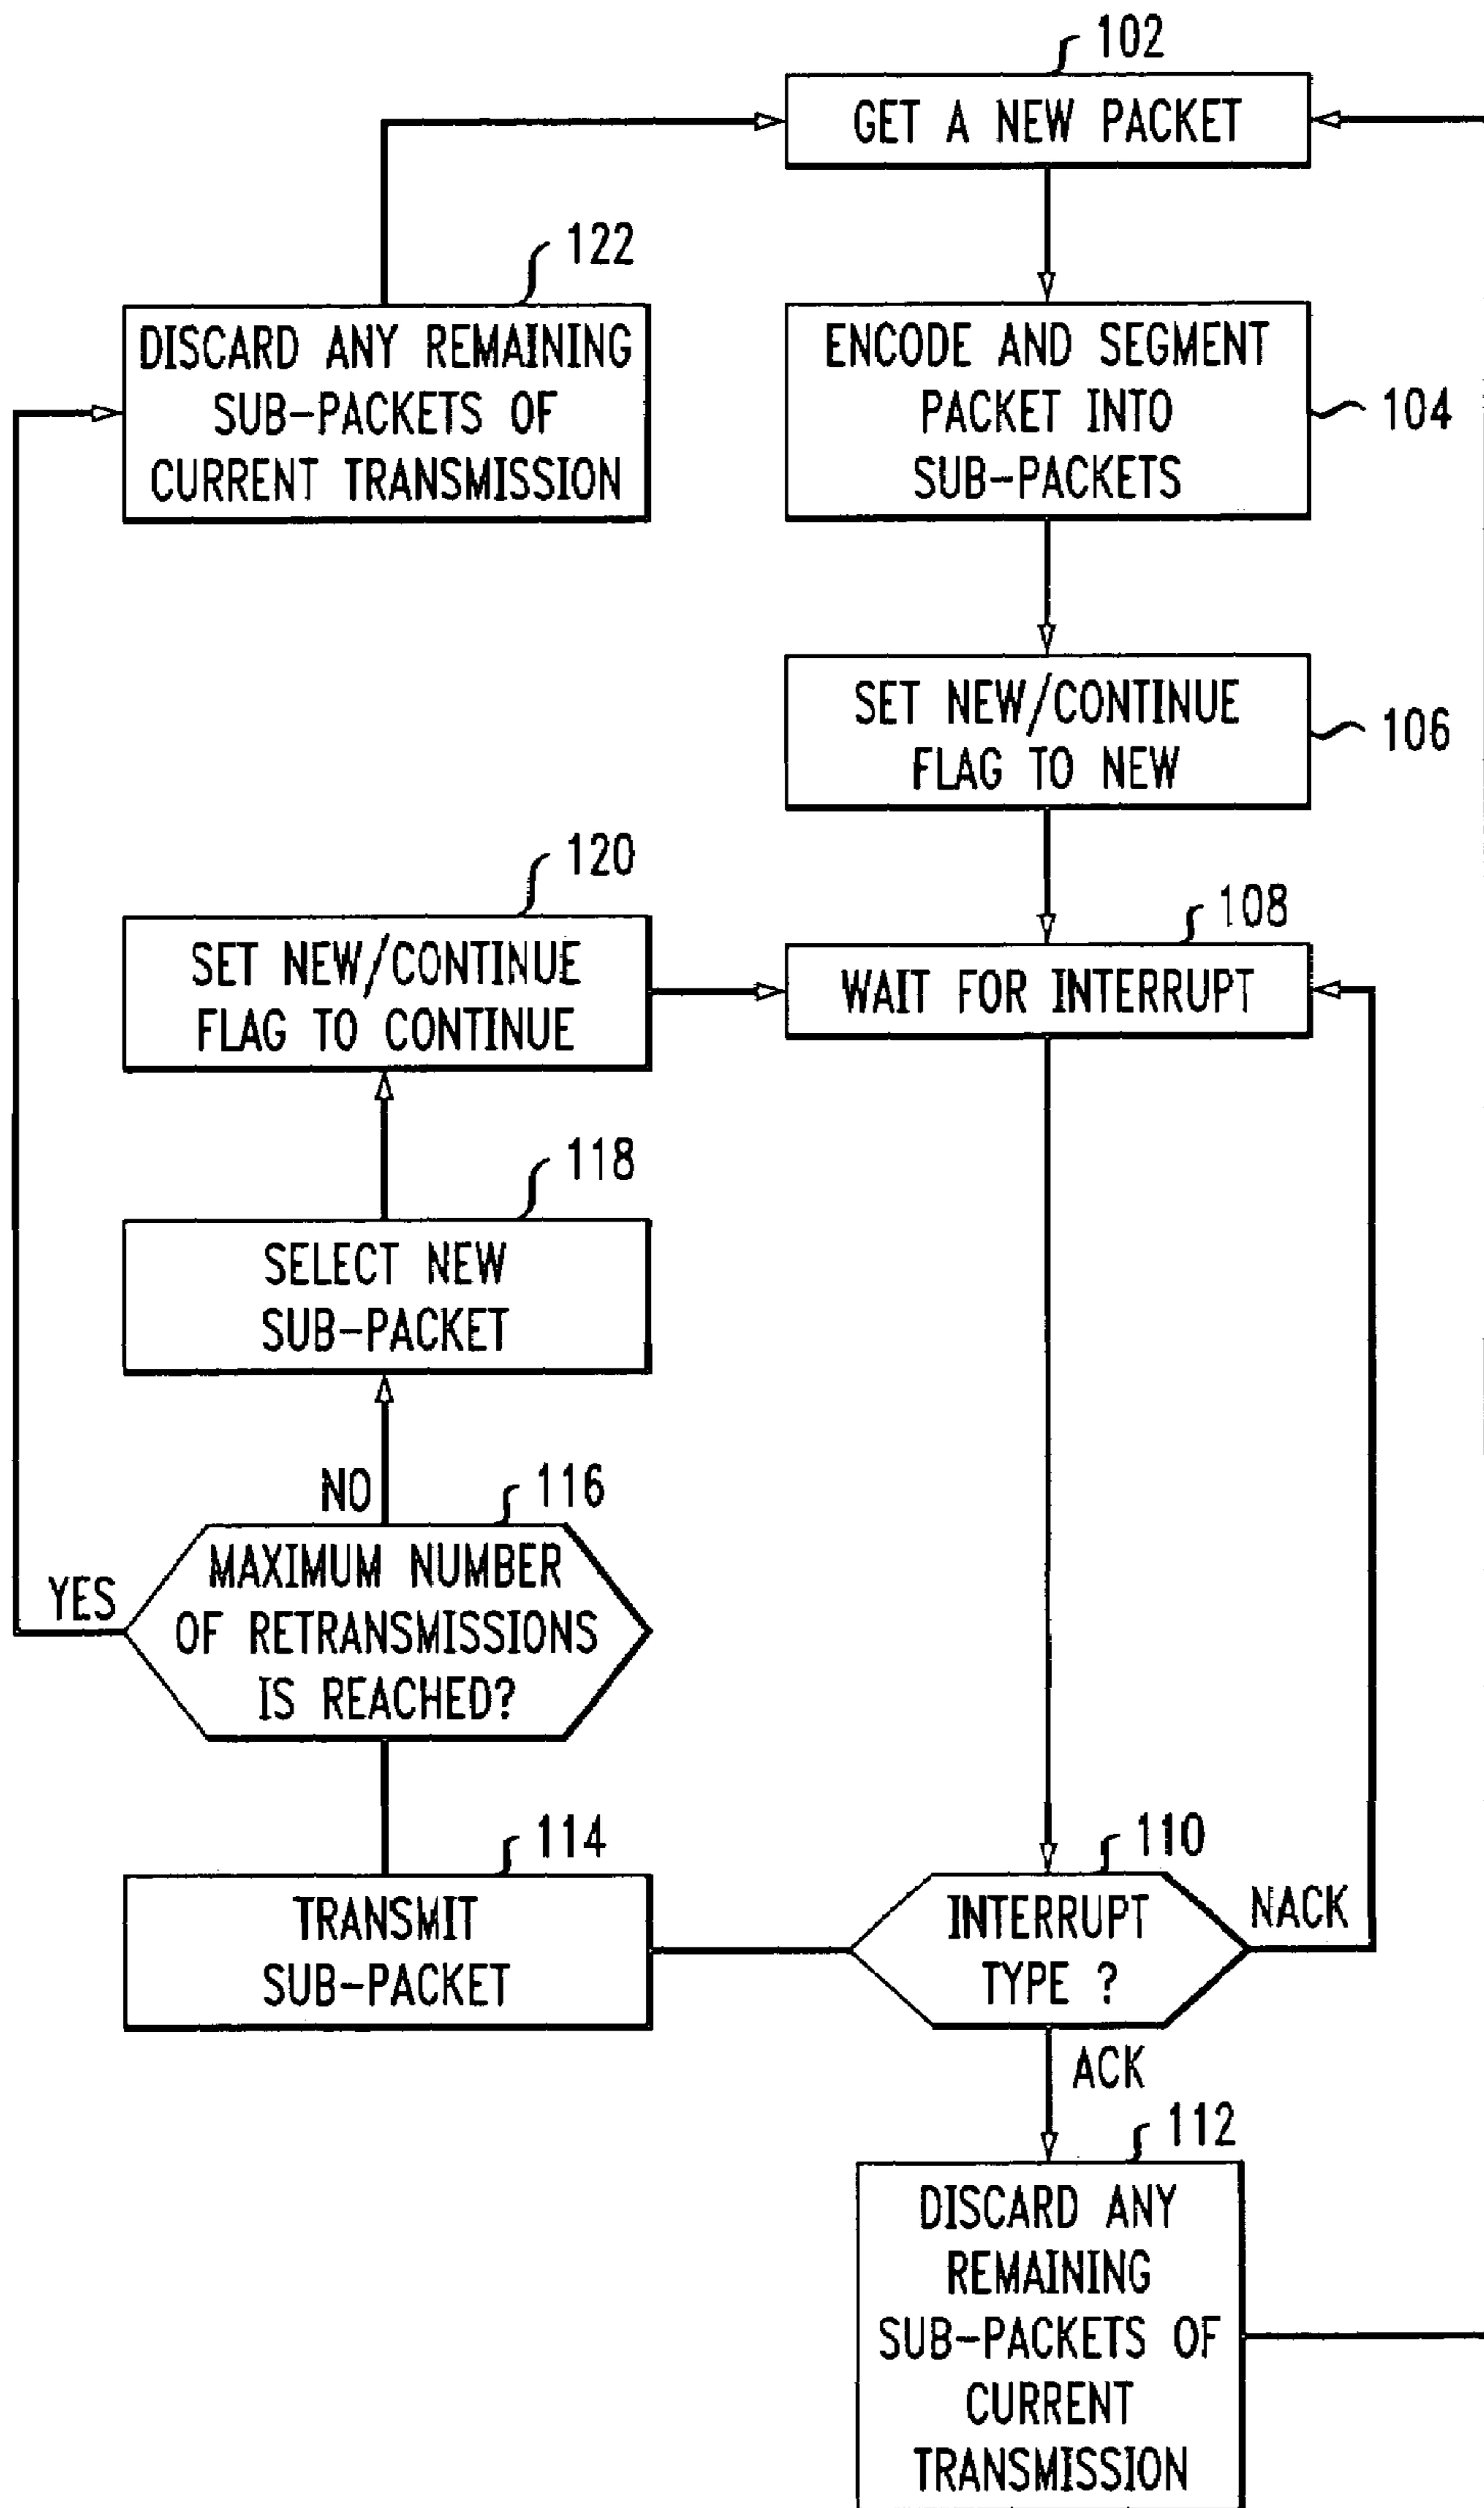 102
GET A NEW PACKET
122
DISCARD ANY REMAINING
SUB-PACKETS OF
CURRENT TRANSMISSION
ENCODE AND SEGMENT
PACKET INTO
SUB-PACKETS
104
SET NEW/CONTINUE
FLAG TO NEW
106
120
SET NEW/CONTINUE
FLAG TO CONTINUE
108
WAIT FOR INTERRUPT
118
SELECT NEW
SUB-PACKET
NO
116
MAXIMUM NUMBER
OF RETRANSMISSIONS
IS REACHED?
YES
114
TRANSMIT
SUB-PACKET
110
INTERRUPT
TYPE ?
NACK
ACK
112
DISCARD ANY
REMAINING
SUB-PACKETS OF
CURRENT
TRANSMISSION